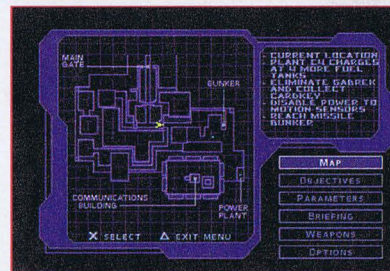 MAIN
GATE
BUNKER
COMMUNICATIONS
BUILDING
POWER
PLANT
X SELECT △ EXIT MENU
- CURRENT LOCATION
- PLANT C4 CHARGES
AT 4 MORE FUEL
TANKS
- ELIMINATE GABREK
AND COLLECT
CARDKEY
- DISABLE POWER TO
MOTION SENSORS
- REACH MISSILE
BUNKER
MAP
OBJECTIVES
PARAMETERS
BRIEFING
WEAPONS
OPTIONS